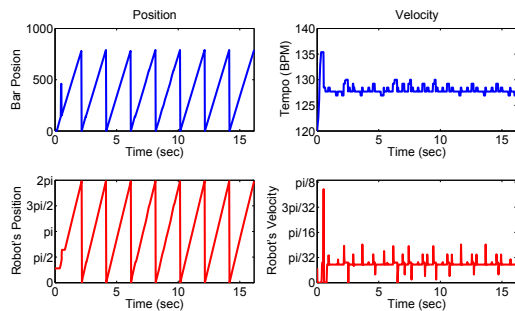 Position
Bar Posion
1000
500
0
0 5 10 15
Time (sec)
Velocity
Tempo (BPM)
140
135
130
125
120
0 5 10 15
Time (sec)
Robot's Position
2pi
3pi/2
pi
pi/2
0
0 5 10 15
Time (sec)
Robot's Velocity
pi/8
3pi/32
pi/16
pi/32
0
0 5 10 15
Time (sec)